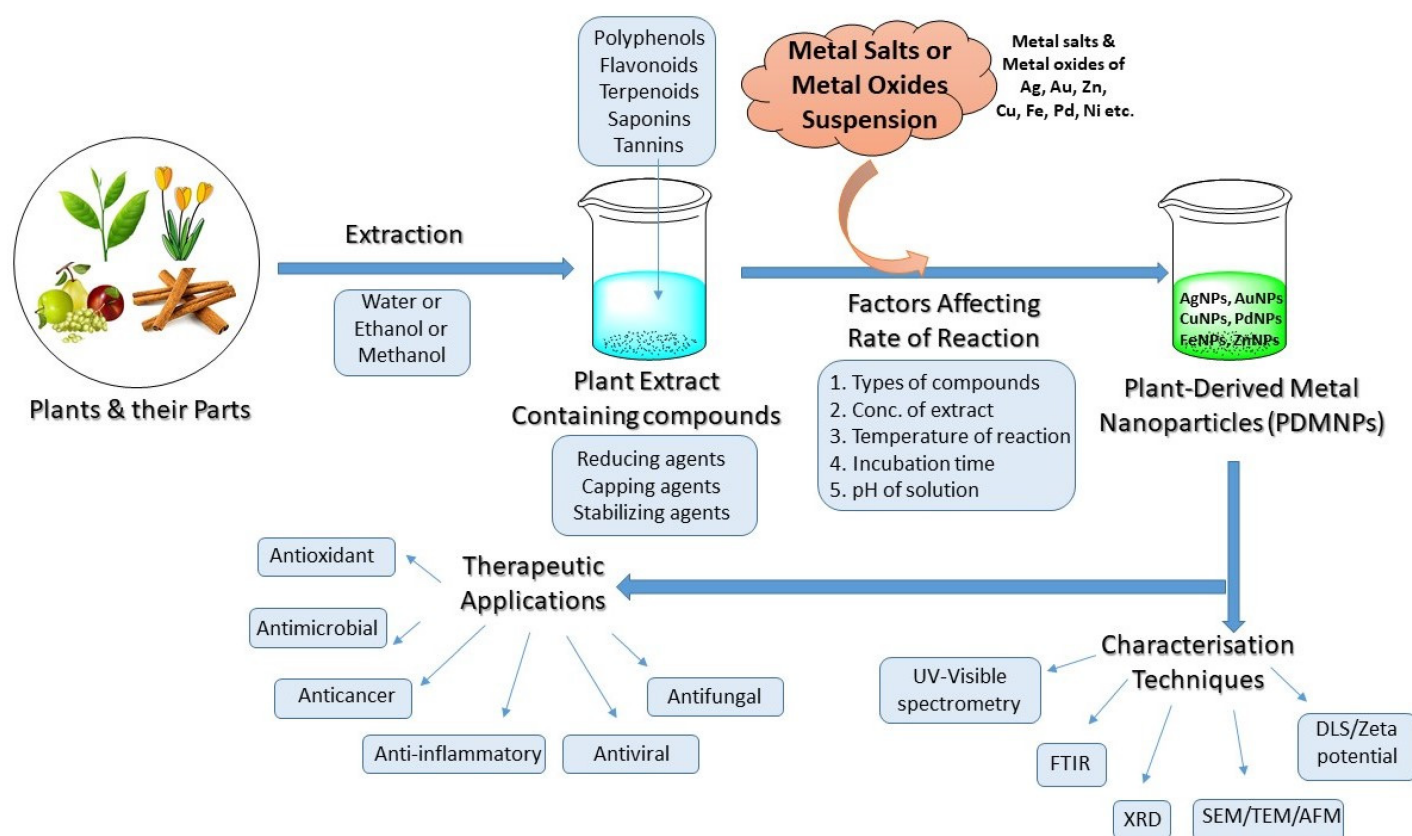 Polyphenols
Flavonoids
Terpenoids
Saponins
Tannins
Metal Salts or
Metal Oxides
Suspension
Metal salts &
Metal oxides of
Ag, Au, Zn,
Cu, Fe, Pd, Ni etc.
Extraction
Water or
Ethanol or
Methanol
Plants & their Parts
Plant Extract
Containing compounds
Reducing agents
Capping agents
Stabilizing agents
Factors Affecting
Rate of Reaction
1. Types of compounds
2. Conc. of extract
3. Temperature of reaction
4. Incubation time
5. pH of solution
AgNPs, AuNPs
CuNPs, PdNPs
FeNPs, ZnNPs
Plant-Derived Metal
Nanoparticles (PDMNPs)
Therapeutic
Applications
Antioxidant
Antimicrobial
Anticancer
Anti-inflammatory
Antiviral
Antifungal
Characterisation
Techniques
UV-Visible
spectrometry
FTIR
XRD
SEM/TEM/AFM
DLS/Zeta
potential